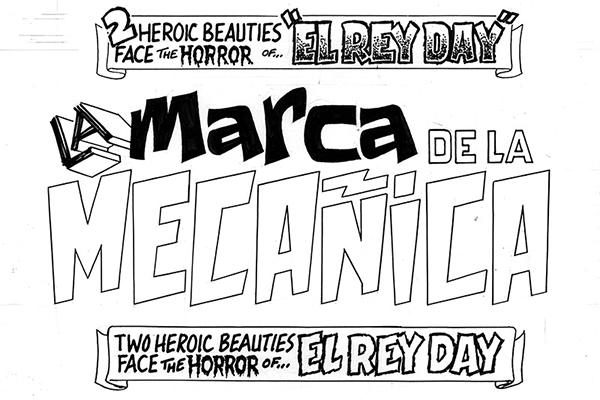 2 HEROIC BEAUTIES "EL REY DAY"
FACE THE HORROR OF...
LA marca DE LA
MECAÑiCA
TWO HEROIC BEAUTIES EL REY DAY
FACE THE HORROR OF...